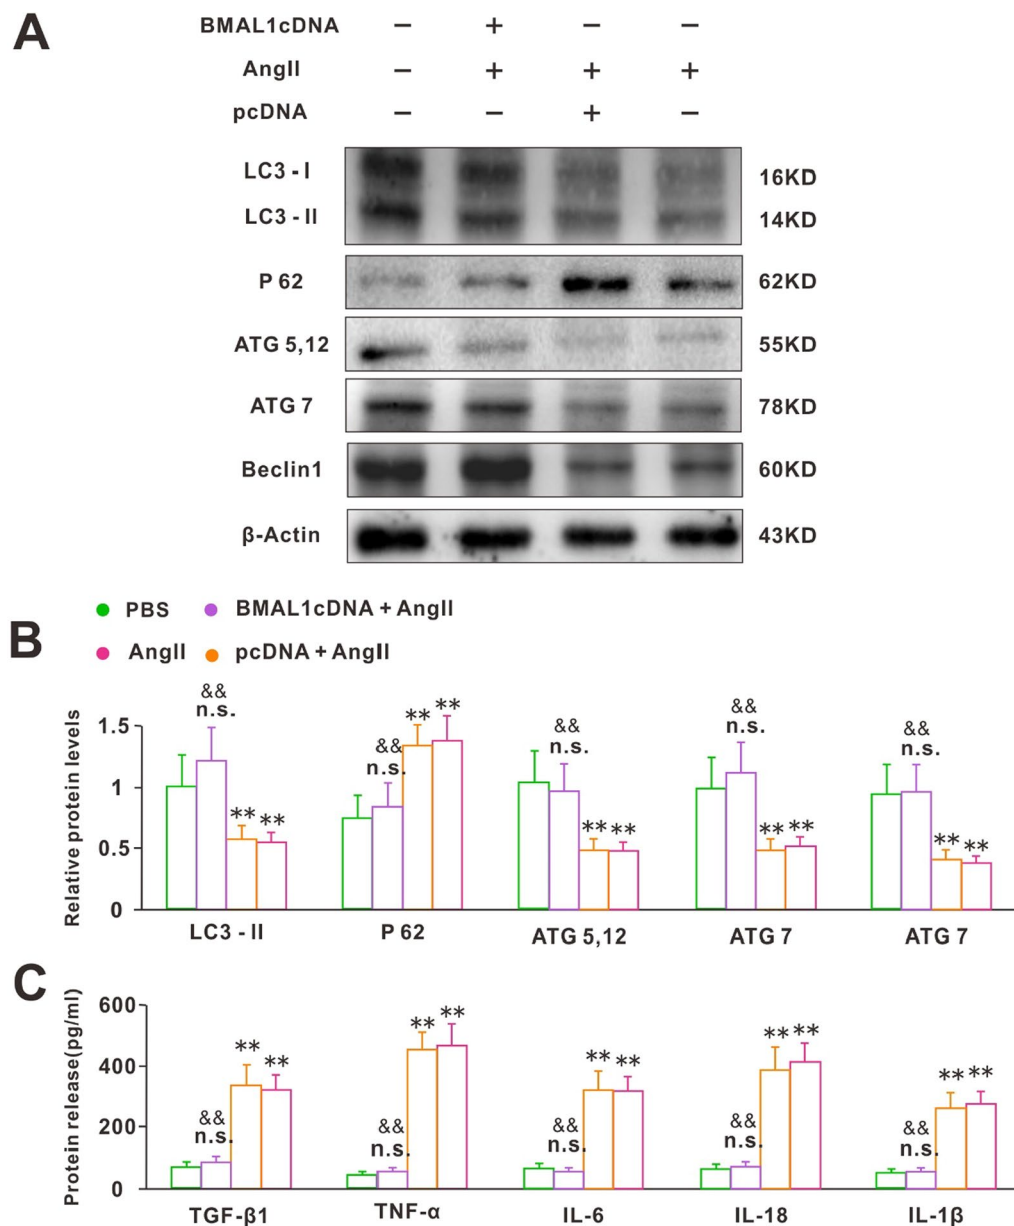 A
BMAL1cDNA − + − −
AngII − + + +
pcDNA − − + −
LC3 - I 16KD
LC3 - II 14KD
P 62 62KD
ATG 5,12 55KD
ATG 7 78KD
Beclin1 60KD
β-Actin 43KD
B
PBS BMAL1cDNA + AngII
AngII pcDNA + AngII
Relative protein levels
1.5
1
0.5
0
&& n.s. ** **
&& n.s. ** **
&& n.s. ** **
&& n.s. ** **
&& n.s. ** **
LC3 - II P 62 ATG 5,12 ATG 7 ATG 7
C
Protein release(pg/ml)
600
400
200
0
&& n.s. ** **
&& n.s. ** **
&& n.s. ** **
&& n.s. ** **
&& n.s. ** **
TGF-β1 TNF-α IL-6 IL-18 IL-1β